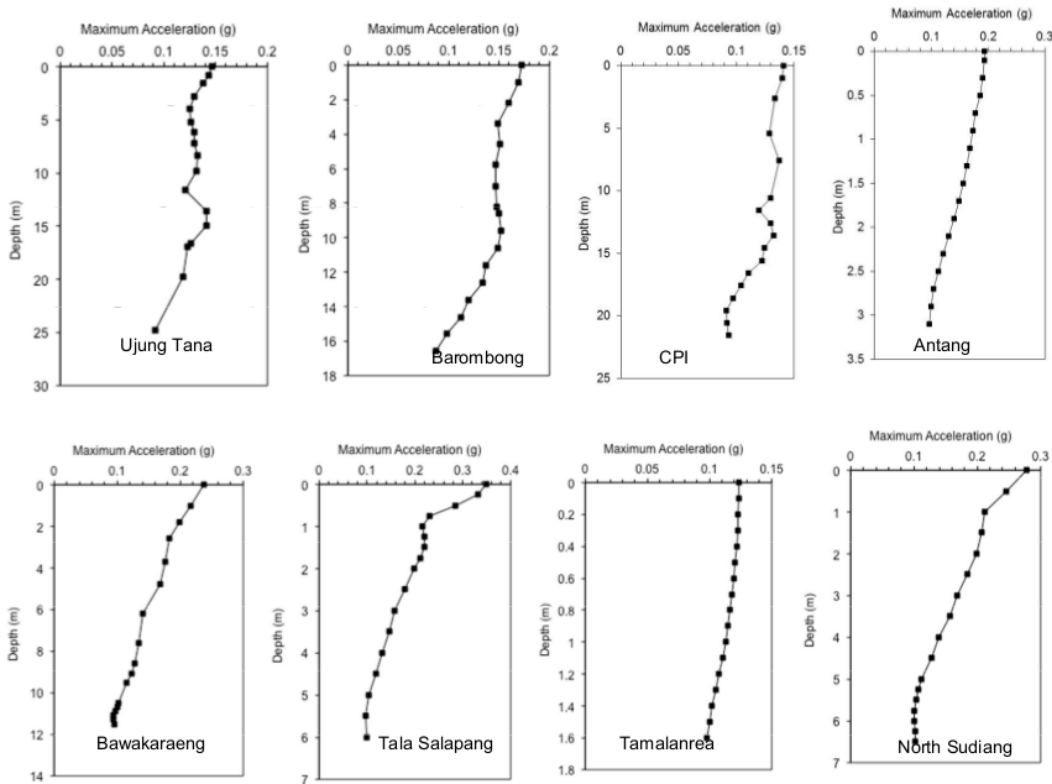 Maximum Acceleration (g)
0 0.05 0.1 0.15 0.2
0
5
10
15
20
25
30
Depth (m)
Ujung Tana
Maximum Acceleration (g)
0 0.05 0.1 0.15 0.2
0
2
4
6
8
10
12
14
16
18
Depth (m)
Barombong
Maximum Acceleration (g)
0 0.05 0.1 0.15
0
5
10
15
20
25
Depth (m)
CPI
Maximum Acceleration (g)
0 0.1 0.2 0.3
0
0.5
1
1.5
2
2.5
3
3.5
Depth (m)
Antang
Maximum Acceleration (g)
0 0.1 0.2 0.3
0
2
4
6
8
10
12
14
Depth (m)
Bawakaraeng
Maximum Acceleration (g)
0 0.1 0.2 0.3 0.4
0
1
2
3
4
5
6
7
Depth (m)
Tala Salapang
Maximum Acceleration (g)
0 0.05 0.1 0.15
0
0.2
0.4
0.6
0.8
1
1.2
1.4
1.6
1.8
Depth (m)
Tamalanrea
Maximum Acceleration (g)
0 0.1 0.2 0.3
0
1
2
3
4
5
6
7
Depth (m)
North Sudiang